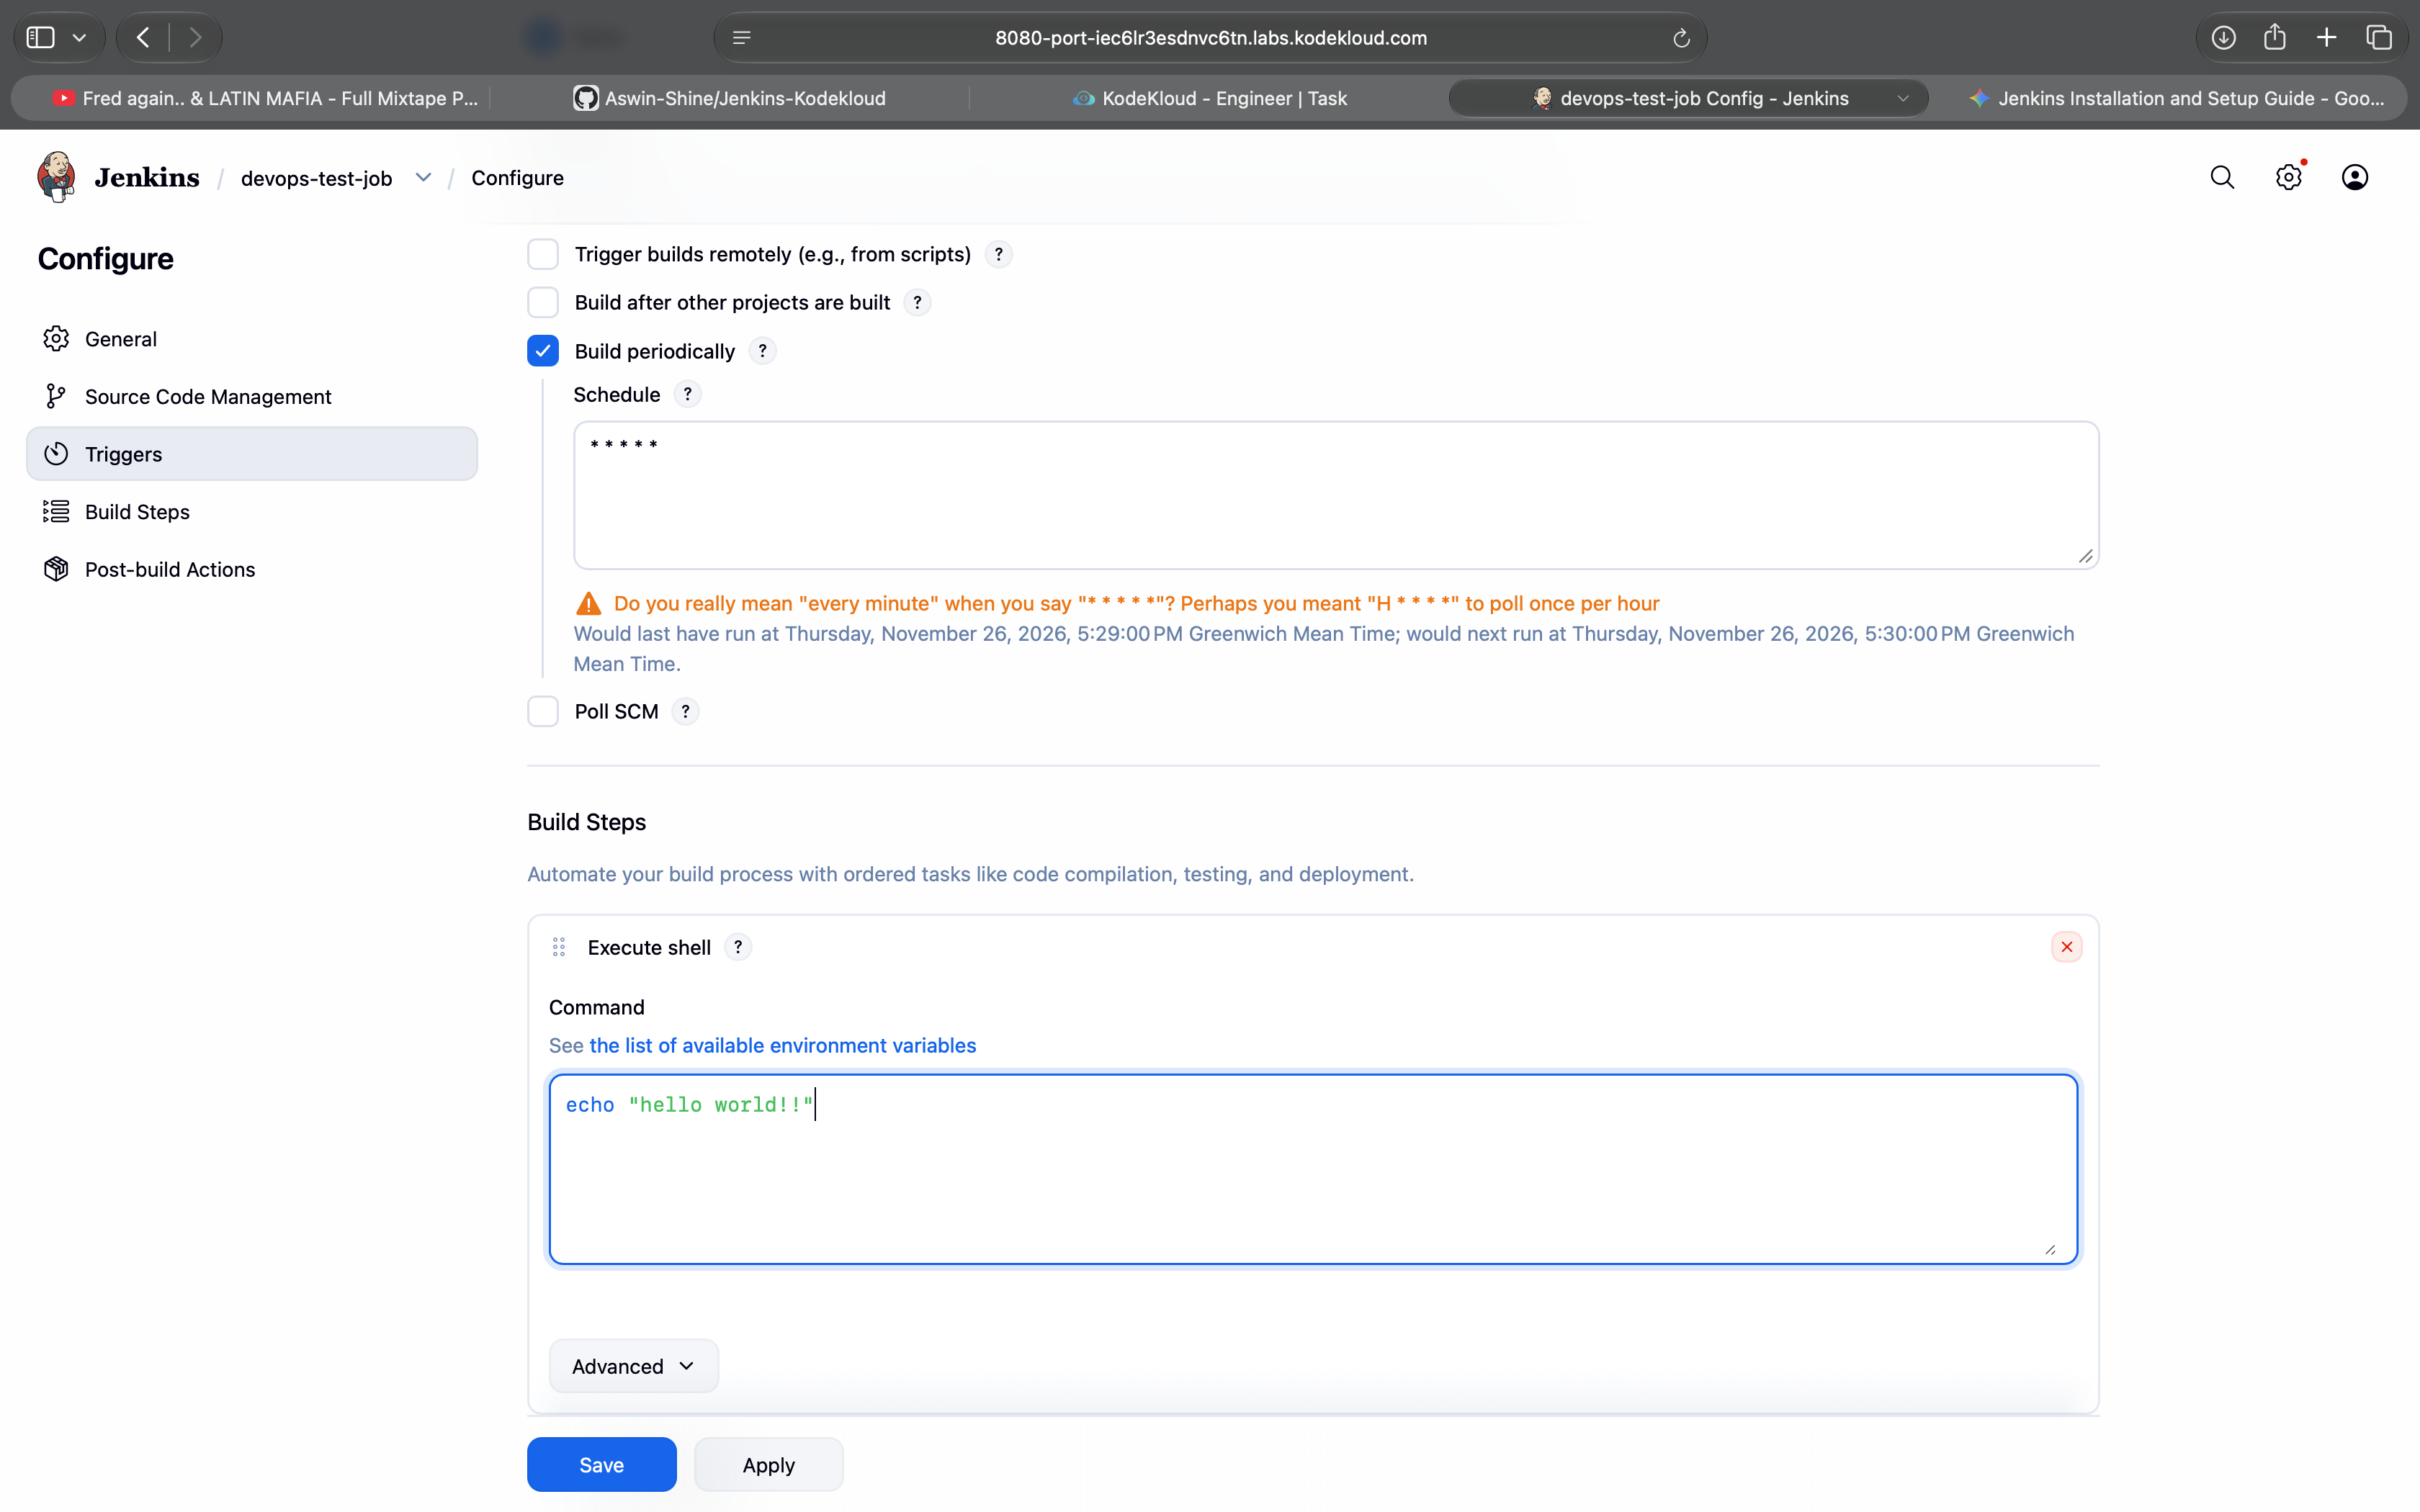 8080-port-iec6lr3esdnvc6tn.labs.kodekloud.com
Fred again.. & LATIN MAFIA - Full Mixtape P...
Aswin-Shine/Jenkins-Kodekloud
KodeKloud - Engineer | Task
devops-test-job Config - Jenkins
Jenkins Installation and Setup Guide - Goo...
Jenkins / devops-test-job / Configure
Configure
General
Source Code Management
Triggers
Build Steps
Post-build Actions
Trigger builds remotely (e.g., from scripts) ?
Build after other projects are built ?
Build periodically ?
Schedule ?
* * * * *
Do you really mean "every minute" when you say "* * * * *"? Perhaps you meant "H * * * *" to poll once per hour
Would last have run at Thursday, November 26, 2026, 5:29:00 PM Greenwich Mean Time; would next run at Thursday, November 26, 2026, 5:30:00 PM Greenwich
Mean Time.
Poll SCM ?
Build Steps
Automate your build process with ordered tasks like code compilation, testing, and deployment.
Execute shell ?
Command
See the list of available environment variables
echo "hello world!!"
Advanced
Save
Apply